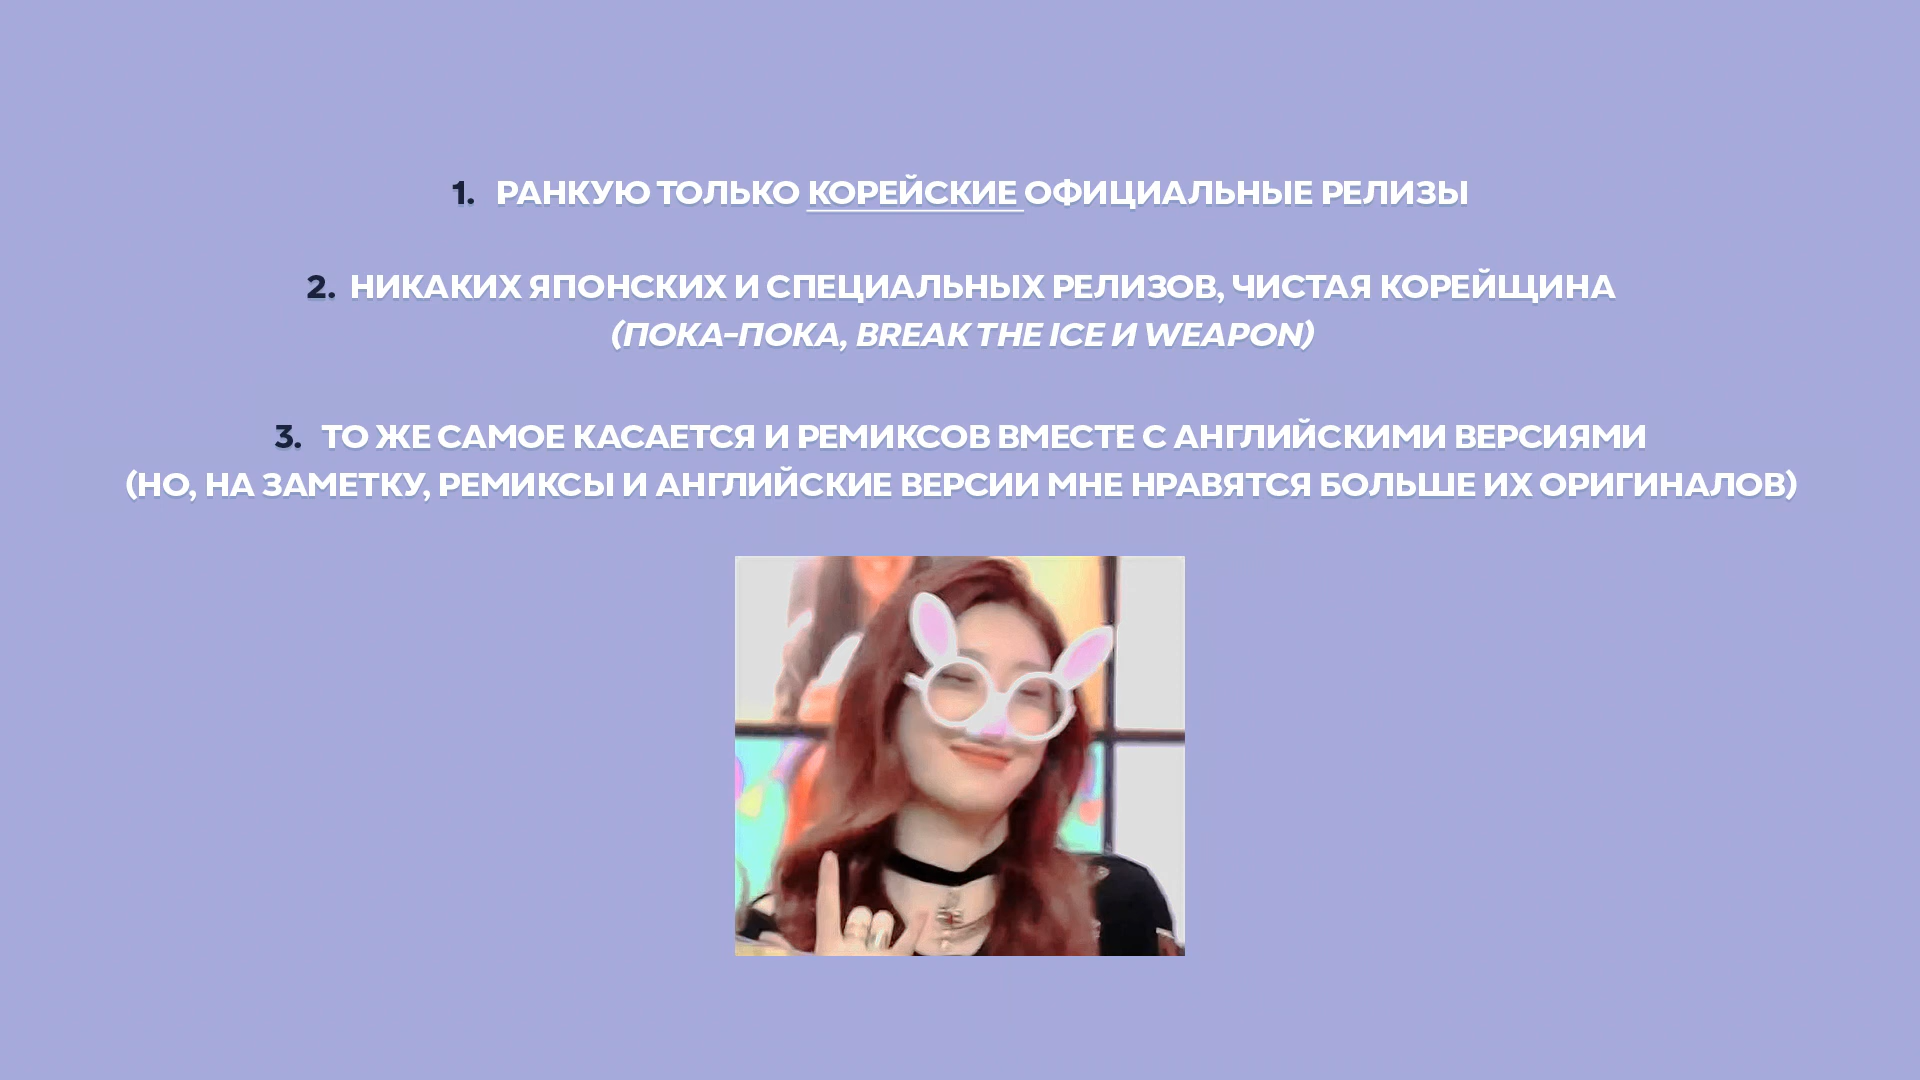 1. РАНКУЮ ТОЛЬКО КОРЕЙСКИЕ ОФИЦИАЛЬНЫЕ РЕЛИЗЫ
2. НИКАКИХ ЯПОНСКИХ И СПЕЦИАЛЬНЫХ РЕЛИЗОВ, ЧИСТАЯ КОРЕЙЩИНА
(ПОКА-ПОКА, BREAK THE ICE И WEAPON)
3. ТО ЖЕ САМОЕ КАСАЕТСЯ И РЕМИКСОВ ВМЕСТЕ С АНГЛИЙСКИМИ ВЕРСИЯМИ
(НО, НА ЗАМЕТКУ, РЕМИКСЫ И АНГЛИЙСКИЕ ВЕРСИИ МНЕ НРАВЯТСЯ БОЛЬШЕ ИХ ОРИГИНАЛОВ)